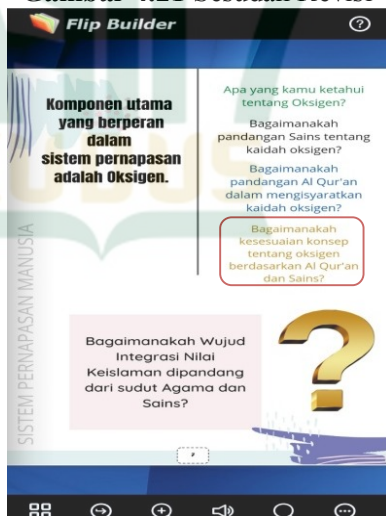 Gambar 4.21 Sesudah Revisi
Flip Builder
?
Komponen utama
yang berperan
dalam
sistem pernapasan
adalah Oksigen.
Apa yang kamu ketahui
tentang Oksigen?
Bagaimanakah
pandangan Sains tentang
kaidah oksigen?
Bagaimanakah
pandangan Al Qur'an
dalam mengisyaratkan
kaidah oksigen?
Bagaimanakah
kesesuaian konsep
tentang oksigen
berdasarkan Al Qur'an
dan Sains?
SISTEM PERNAPASAN MANUSIA
Bagaimanakah Wujud
Integrasi Nilai
Keislaman dipandang
dari sudut Agama dan
Sains?
?